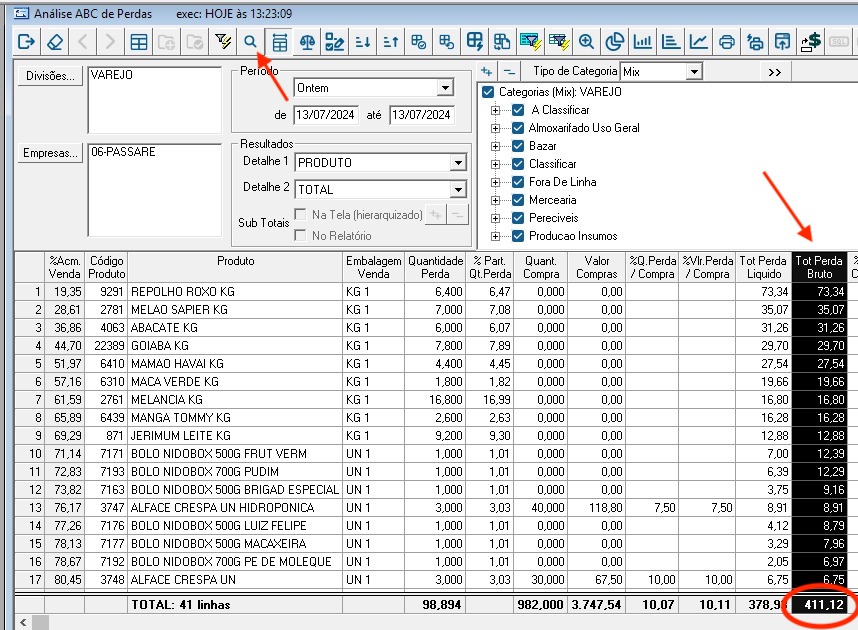 Análise ABC de Perdas exec: HOJE às 13:23:09
Divisões...
VAREJO
Empresas...
06-PASSARE
Período
Ontem
de 13/07/2024 até 13/07/2024
Resultados
Detalhe 1 PRODUTO
Detalhe 2 TOTAL
Sub Totais
Na Tela (hierarquizado)
No Relatório
Tipo de Categoria Mix >>
Categorias (Mix): VAREJO
A Classificar
Almoxarifado Uso Geral
Bazar
Classificar
Fora De Linha
Mercearia
Pereciveis
Producao Insumos
%Acm. Venda Código Produto Produto Embalagem Venda Quantidade Perda % Part. Qt.Perda Quant. Compra Valor Compras %Q.Perda / Compra %Vlr.Perda / Compra Tot Perda Liquido Tot Perda Bruto
1 19,35 9291 REPOLHO ROXO KG KG 1 6,400 6,47 0,000 0,00 73,34 73,34
2 28,61 2781 MELAO SAPIER KG KG 1 7,000 7,08 0,000 0,00 35,07 35,07
3 36,86 4063 ABACATE KG KG 1 6,000 6,07 0,000 0,00 31,26 31,26
4 44,70 22389 GOIABA KG KG 1 7,800 7,89 0,000 0,00 29,70 29,70
5 51,97 6410 MAMAO HAVAI KG KG 1 4,400 4,45 0,000 0,00 27,54 27,54
6 57,16 6310 MACA VERDE KG KG 1 1,800 1,82 0,000 0,00 19,66 19,66
7 61,59 2761 MELANCIA KG KG 1 16,800 16,99 0,000 0,00 16,80 16,80
8 65,89 6439 MANGA TOMMY KG KG 1 2,600 2,63 0,000 0,00 16,28 16,28
9 69,29 871 JERIMUM LEITE KG KG 1 9,200 9,30 0,000 0,00 12,88 12,88
10 71,14 7171 BOLO NIDOBOX 500G FRUT VERM UN 1 1,000 1,01 0,000 0,00 7,00 12,39
11 72,83 7193 BOLO NIDOBOX 700G PUDIM UN 1 1,000 1,01 0,000 0,00 6,39 12,29
12 73,82 7163 BOLO NIDOBOX 500G BRIGAD ESPECIAL UN 1 1,000 1,01 0,000 0,00 3,75 9,16
13 76,17 3747 ALFACE CRESPA UN HIDROPONICA UN 1 3,000 3,03 40,000 118,80 7,50 7,50 8,91 8,91
14 77,26 7176 BOLO NIDOBOX 500G LUIZ FELIPE UN 1 1,000 1,01 0,000 0,00 4,12 8,79
15 78,13 7177 BOLO NIDOBOX 500G MACAXEIRA UN 1 1,000 1,01 0,000 0,00 3,29 7,96
16 78,67 7192 BOLO NIDOBOX 700G PE DE MOLEQUE UN 1 1,000 1,01 0,000 0,00 2,05 6,97
17 80,45 3748 ALFACE CRESPA UN UN 1 3,000 3,03 30,000 67,50 10,00 10,00 6,75 6,75
TOTAL: 41 linhas 98,894 982,000 3.747,54 10,07 10,11 411,12